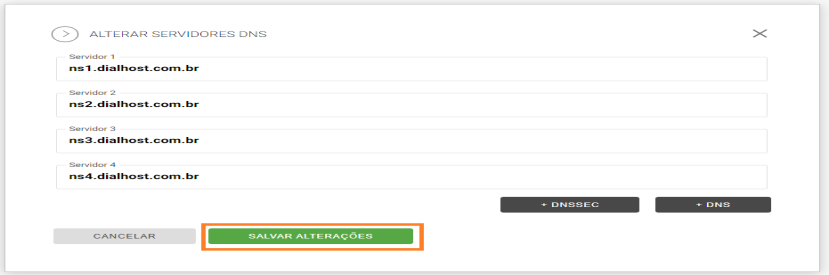 ALTERAR SERVIDORES DNS
Servidor 1
ns1.dialhost.com.br
Servidor 2
ns2.dialhost.com.br
Servidor 3
ns3.dialhost.com.br
Servidor 4
ns4.dialhost.com.br
+ DNSSEC + DNS
CANCELAR SALVAR ALTERAÇÕES